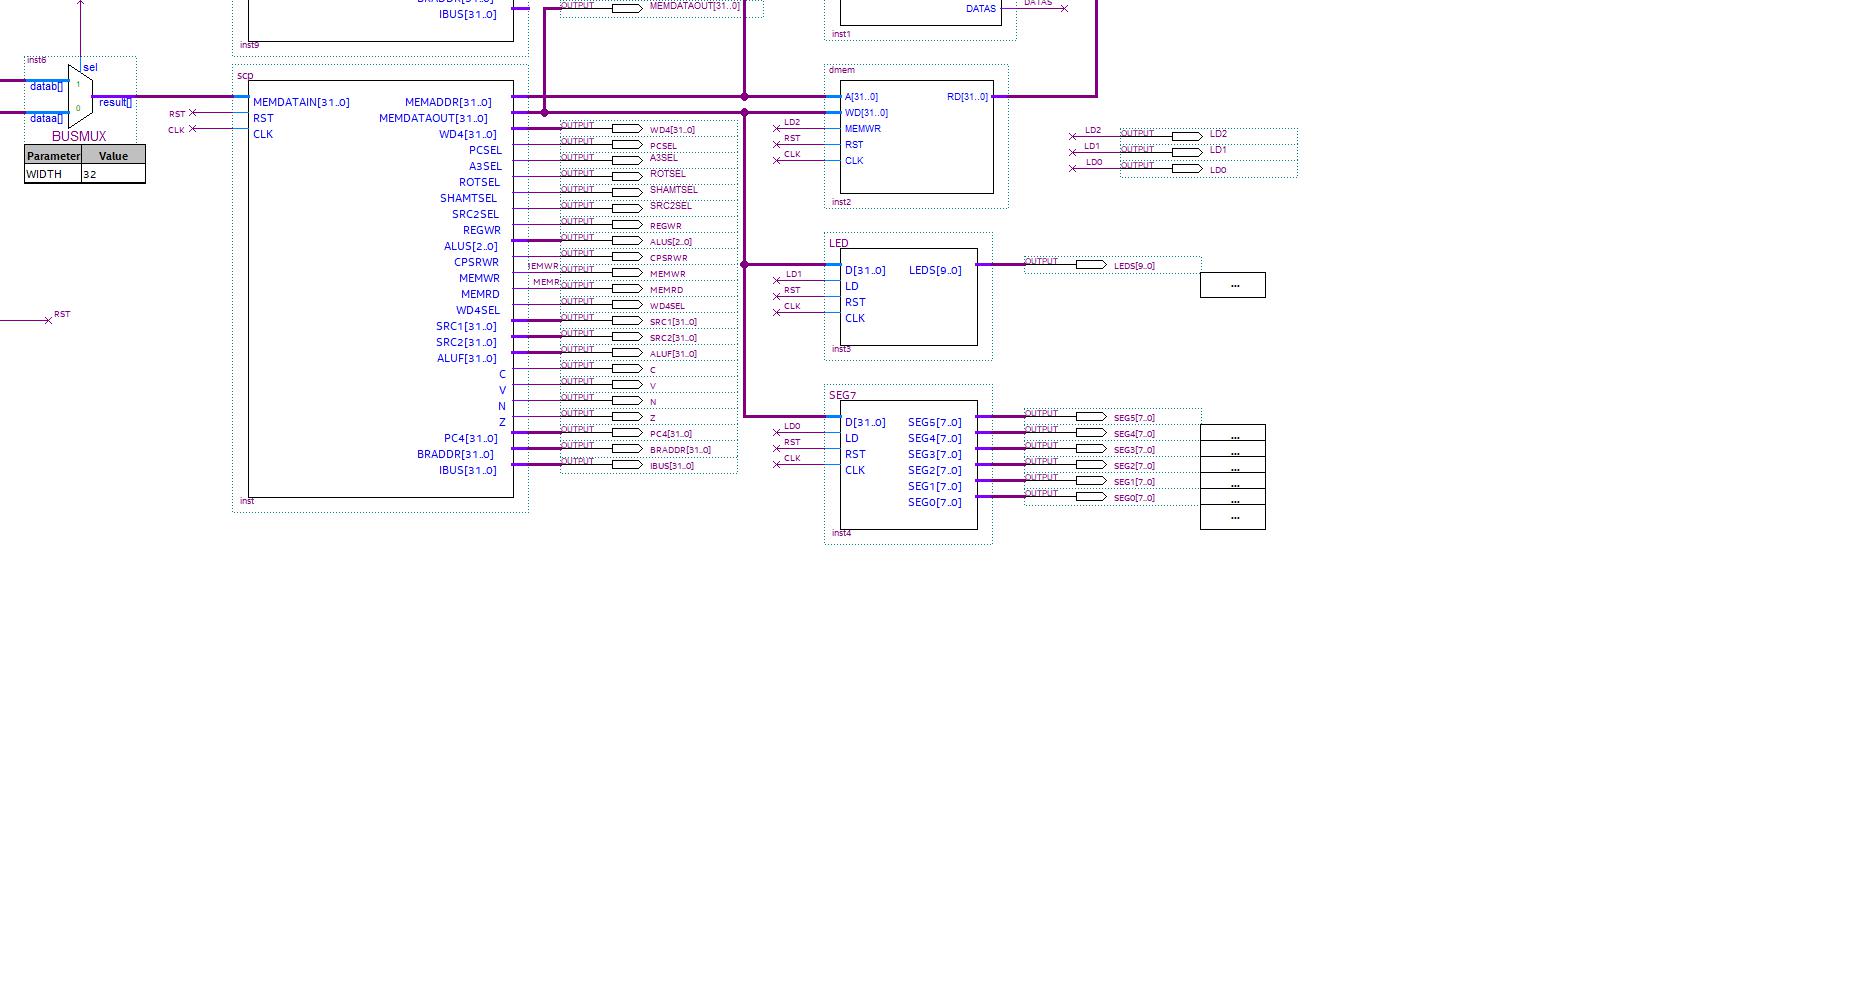 IBUS[31..0]
inst9
OUTPUT MEMDATAOUT[31..0]
DATAS
DATAS
inst1
inst6
sel
datab[]
1
result[]
0
dataa[]
BUSMUX
Parameter Value
WIDTH 32
RST
RST
CLK
MEMDATAIN[31..0]
RST
CLK
MEMADDR[31..0]
MEMDATAOUT[31..0]
WD4[31..0]
PCSEL
A3SEL
ROTSEL
SHAMTSEL
SRC2SEL
REGWR
ALUS[2..0]
CPSRWR
MEMWR
MEMRD
WD4SEL
SRC1[31..0]
SRC2[31..0]
ALUF[31..0]
C
V
N
Z
PC4[31..0]
BRADDR[31..0]
IBUS[31..0]
inst
OUTPUT WD4[31..0]
OUTPUT PCSEL
OUTPUT A3SEL
OUTPUT ROTSEL
OUTPUT SHAMTSEL
OUTPUT SRC2SEL
OUTPUT REGWR
OUTPUT ALUS[2..0]
OUTPUT CPSRWR
OUTPUT MEMWR
OUTPUT MEMRD
OUTPUT WD4SEL
OUTPUT SRC1[31..0]
OUTPUT SRC2[31..0]
OUTPUT ALUF[31..0]
OUTPUT C
OUTPUT V
OUTPUT N
OUTPUT Z
OUTPUT PC4[31..0]
OUTPUT BRADDR[31..0]
OUTPUT IBUS[31..0]
dmem
A[31..0] RD[31..0]
WD[31..0]
LD2 MEMWR
RST RST
CLK CLK
inst2
LD2 OUTPUT LD2
LD1 OUTPUT LD1
LD0 OUTPUT LD0
LED
D[31..0] LEDS[9..0]
LD1 LD
RST RST
CLK CLK
inst3
OUTPUT LEDS[9..0]
...
SEG7
D[31..0] SEG5[7..0]
LD0 LD SEG4[7..0]
RST RST SEG3[7..0]
CLK CLK SEG2[7..0]
SEG1[7..0]
SEG0[7..0]
inst4
OUTPUT SEG5[7..0]
OUTPUT SEG4[7..0]
OUTPUT SEG3[7..0]
OUTPUT SEG2[7..0]
OUTPUT SEG1[7..0]
OUTPUT SEG0[7..0]
...
...
...
...
...
...